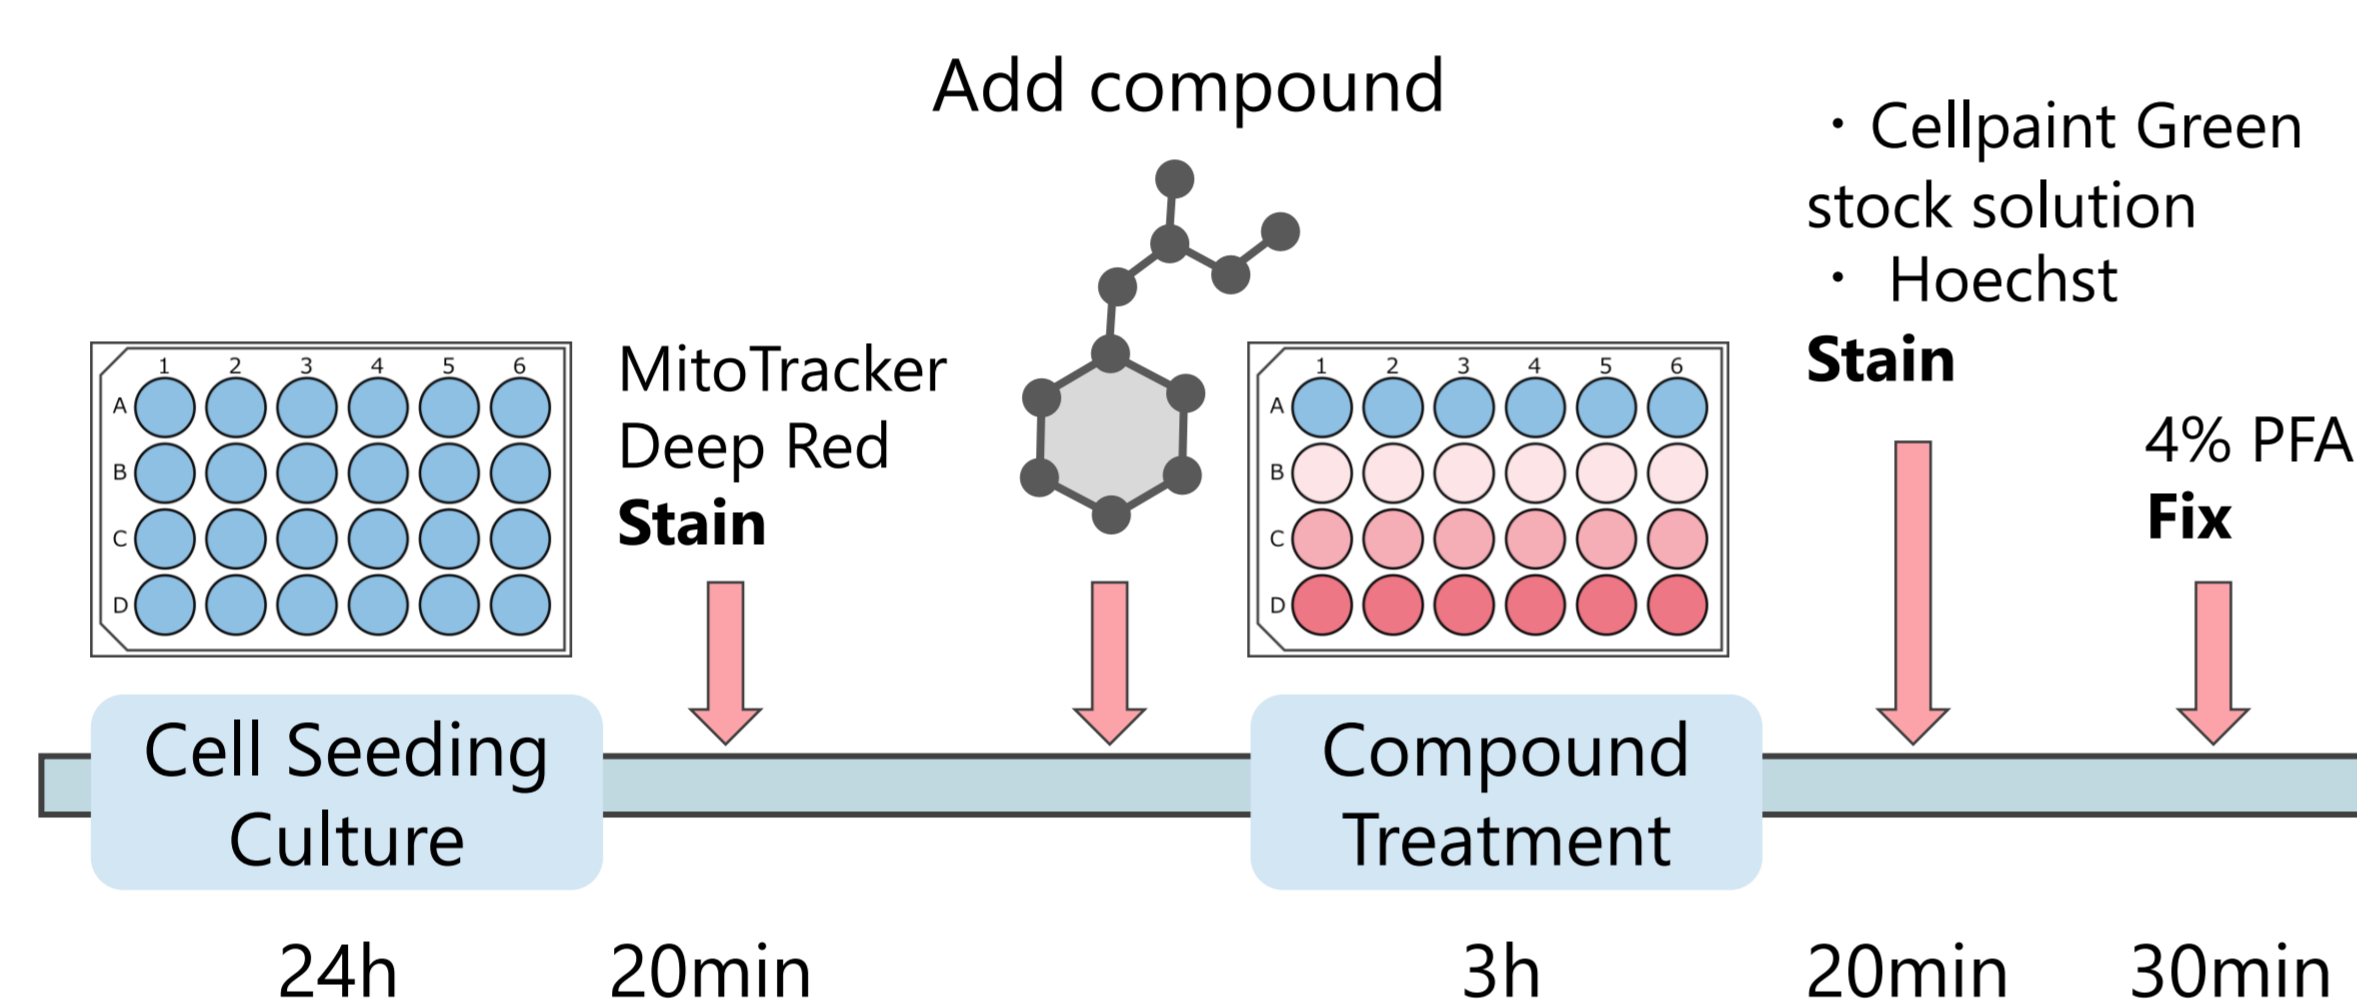 Add compound
・Cellpaint Green
stock solution
・ Hoechst
Stain
MitoTracker
Deep Red
Stain
4% PFA
Fix
1 2 3 4 5 6
A
B
C
D
1 2 3 4 5 6
A
B
C
D
Cell Seeding
Culture
Compound
Treatment
24h
20min
3h
20min
30min